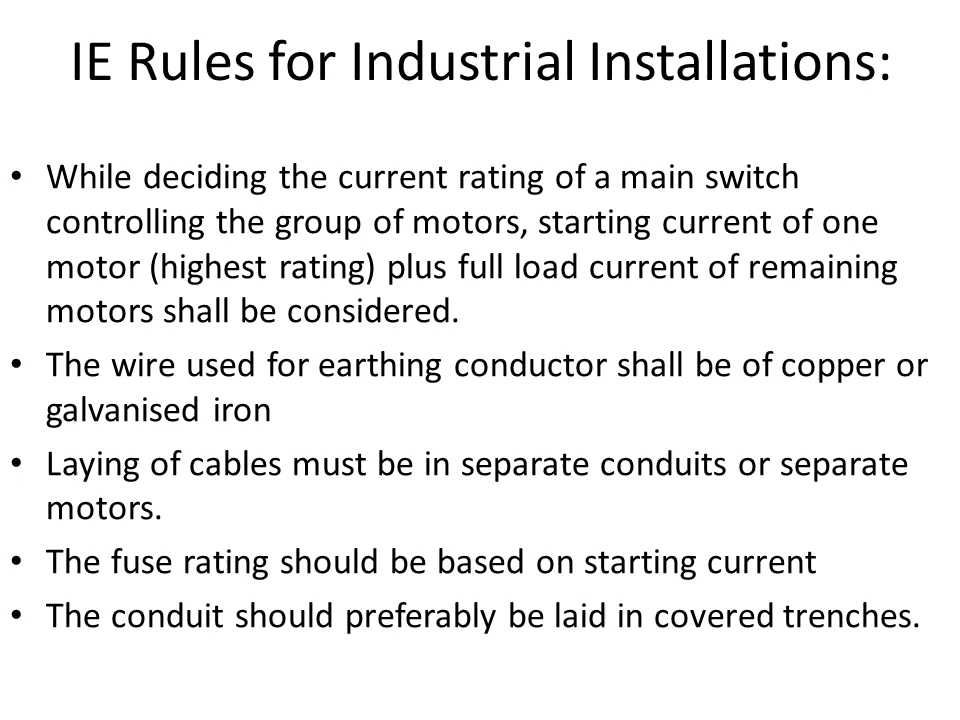 IE Rules for Industrial Installations:
• While deciding the current rating of a main switch
controlling the group of motors, starting current of one
motor (highest rating) plus full load current of remaining
motors shall be considered.
• The wire used for earthing conductor shall be of copper or
galvanised iron
• Laying of cables must be in separate conduits or separate
motors.
• The fuse rating should be based on starting current
• The conduit should preferably be laid in covered trenches.